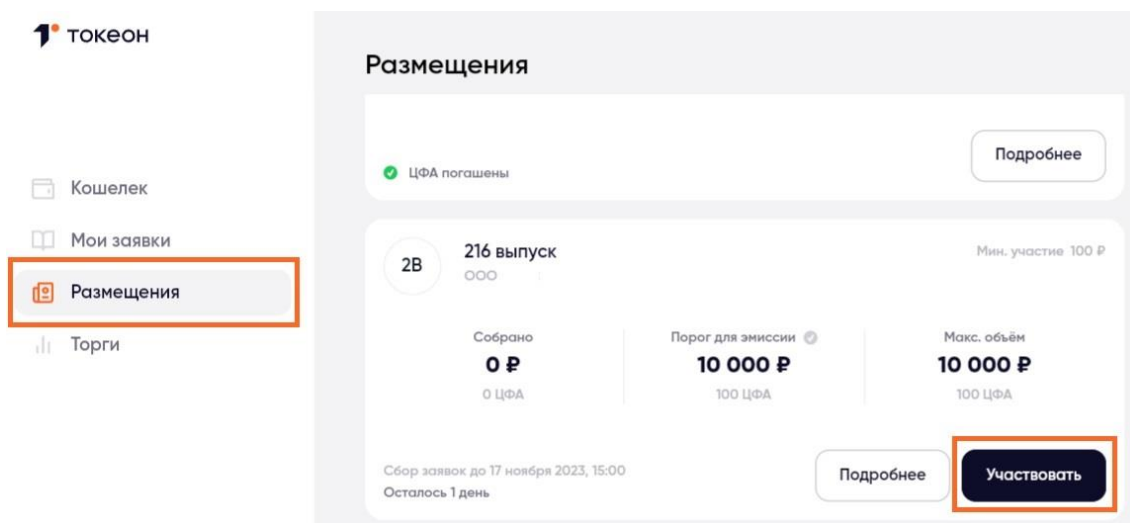 токеон
Кошелек
Мои заявки
Размещения
Торги
Размещения
ЦФА погашены
Подробнее
2В
216 выпуск
ООО
Мин. участие 100 ₽
Собрано
0 ₽
0 ЦФА
Порог для эмиссии
10 000 ₽
100 ЦФА
Макс. объём
10 000 ₽
100 ЦФА
Сбор заявок до 17 ноября 2023, 15:00
Осталось 1 день
Подробнее
Участвовать